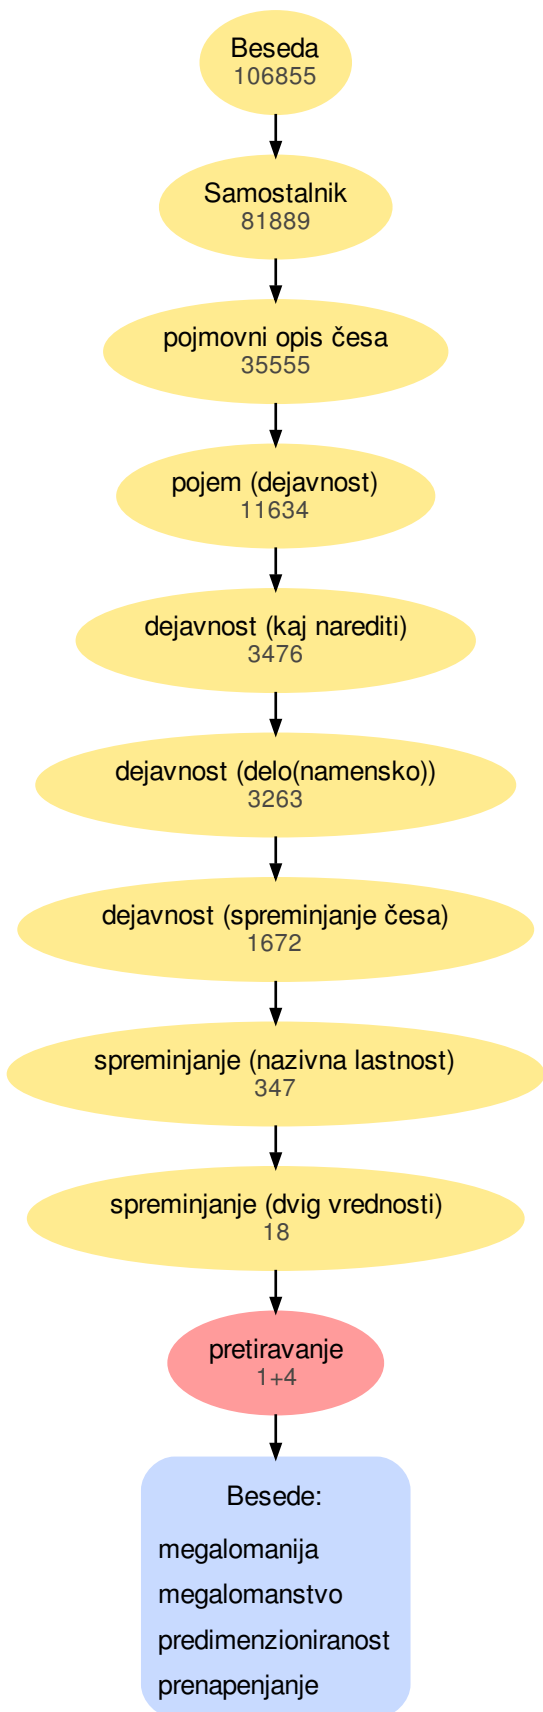 Beseda
106855
Samostalnik
81889
pojmovni opis česa
35555
pojem (dejavnost)
11634
dejavnost (kaj narediti)
3476
dejavnost (delo(namensko))
3263
dejavnost (spreminjanje česa)
1672
spreminjanje (nazivna lastnost)
347
spreminjanje (dvig vrednosti)
18
pretiravanje
1+4
Besede:
megalomanija
megalomanstvo
predimenzioniranost
prenapenjanje